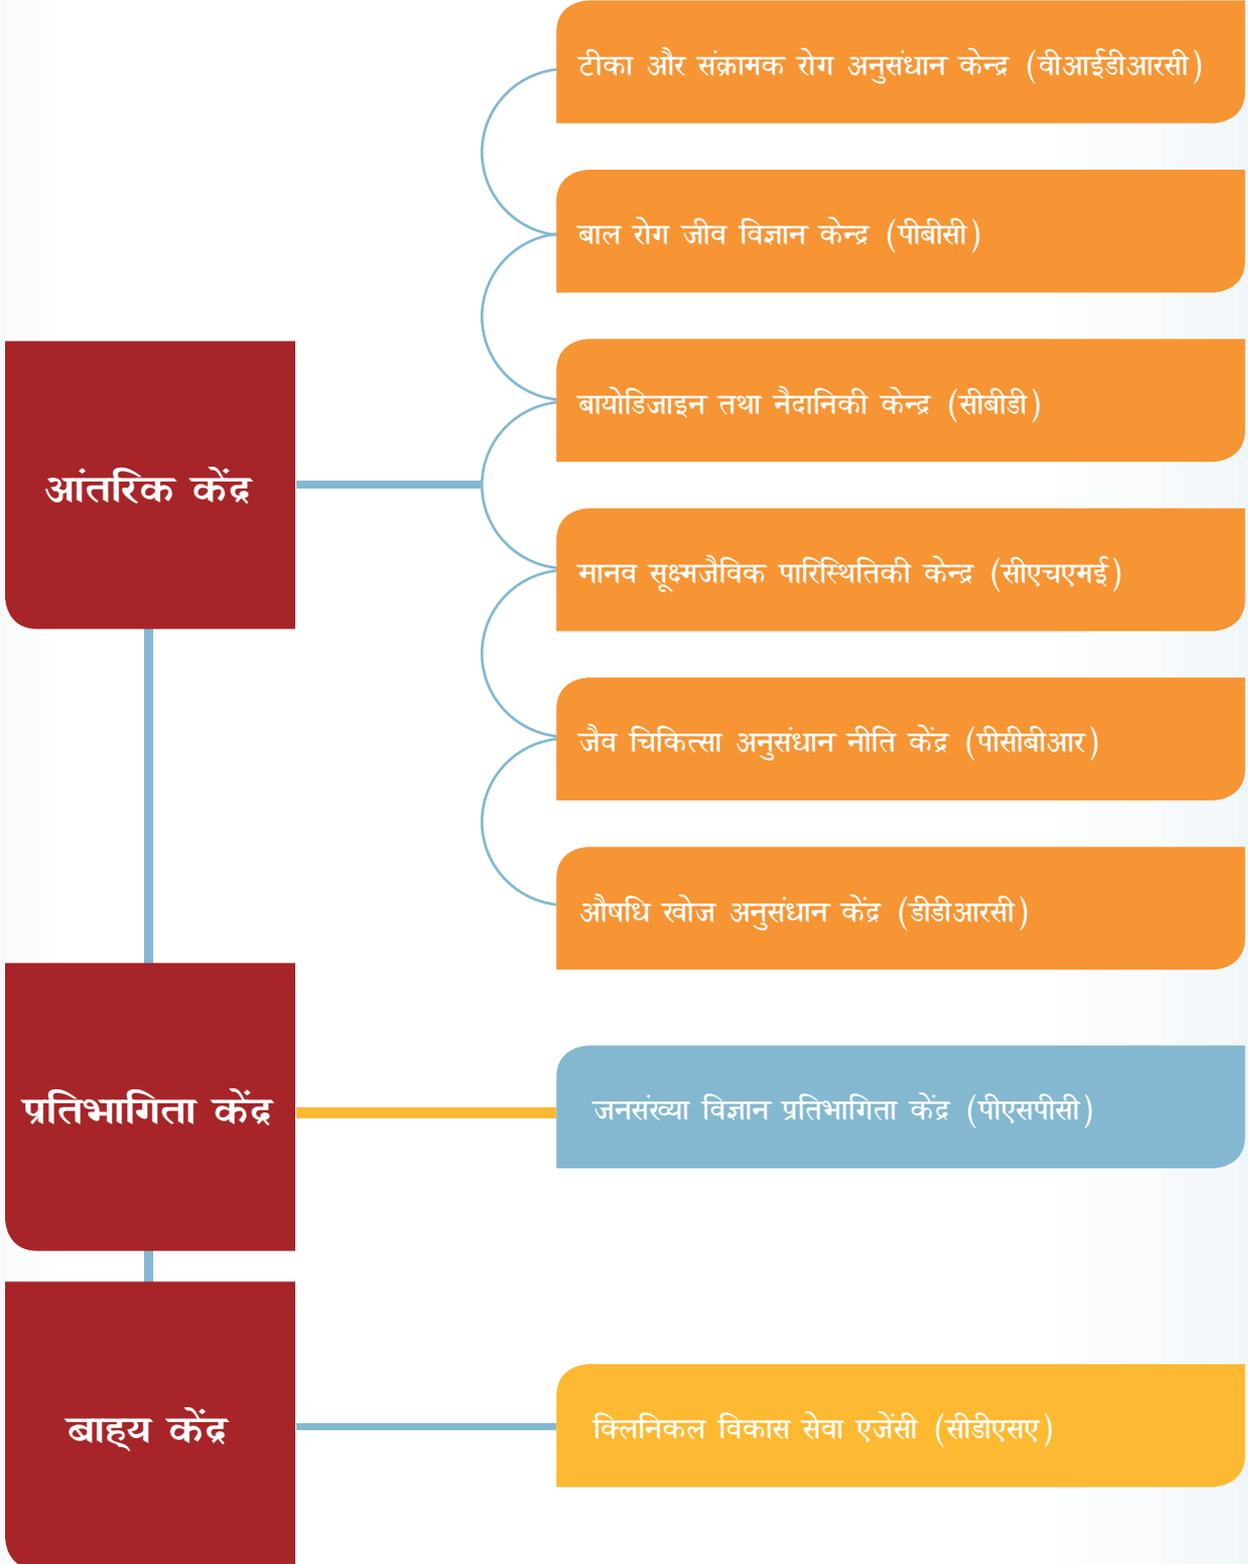 टीका और संक्रामक रोग अनुसंधान केन्द्र (वीआईडीआरसी)
बाल रोग जीव विज्ञान केन्द्र (पीबीसी)
बायोडिजाइन तथा नैदानिकी केन्द्र (सीबीडी)
आंतरिक केंद्र
मानव सूक्ष्मजैविक पारिस्थितिकी केन्द्र (सीएचएमई)
जैव चिकित्सा अनुसंधान नीति केंद्र (पीसीबीआर)
औषधि खोज अनुसंधान केंद्र (डीडीआरसी)
प्रतिभागिता केंद्र
जनसंख्या विज्ञान प्रतिभागिता केंद्र (पीएसपीसी)
बाह्य केंद्र
क्लिनिकल विकास सेवा एजेंसी (सीडीएसए)